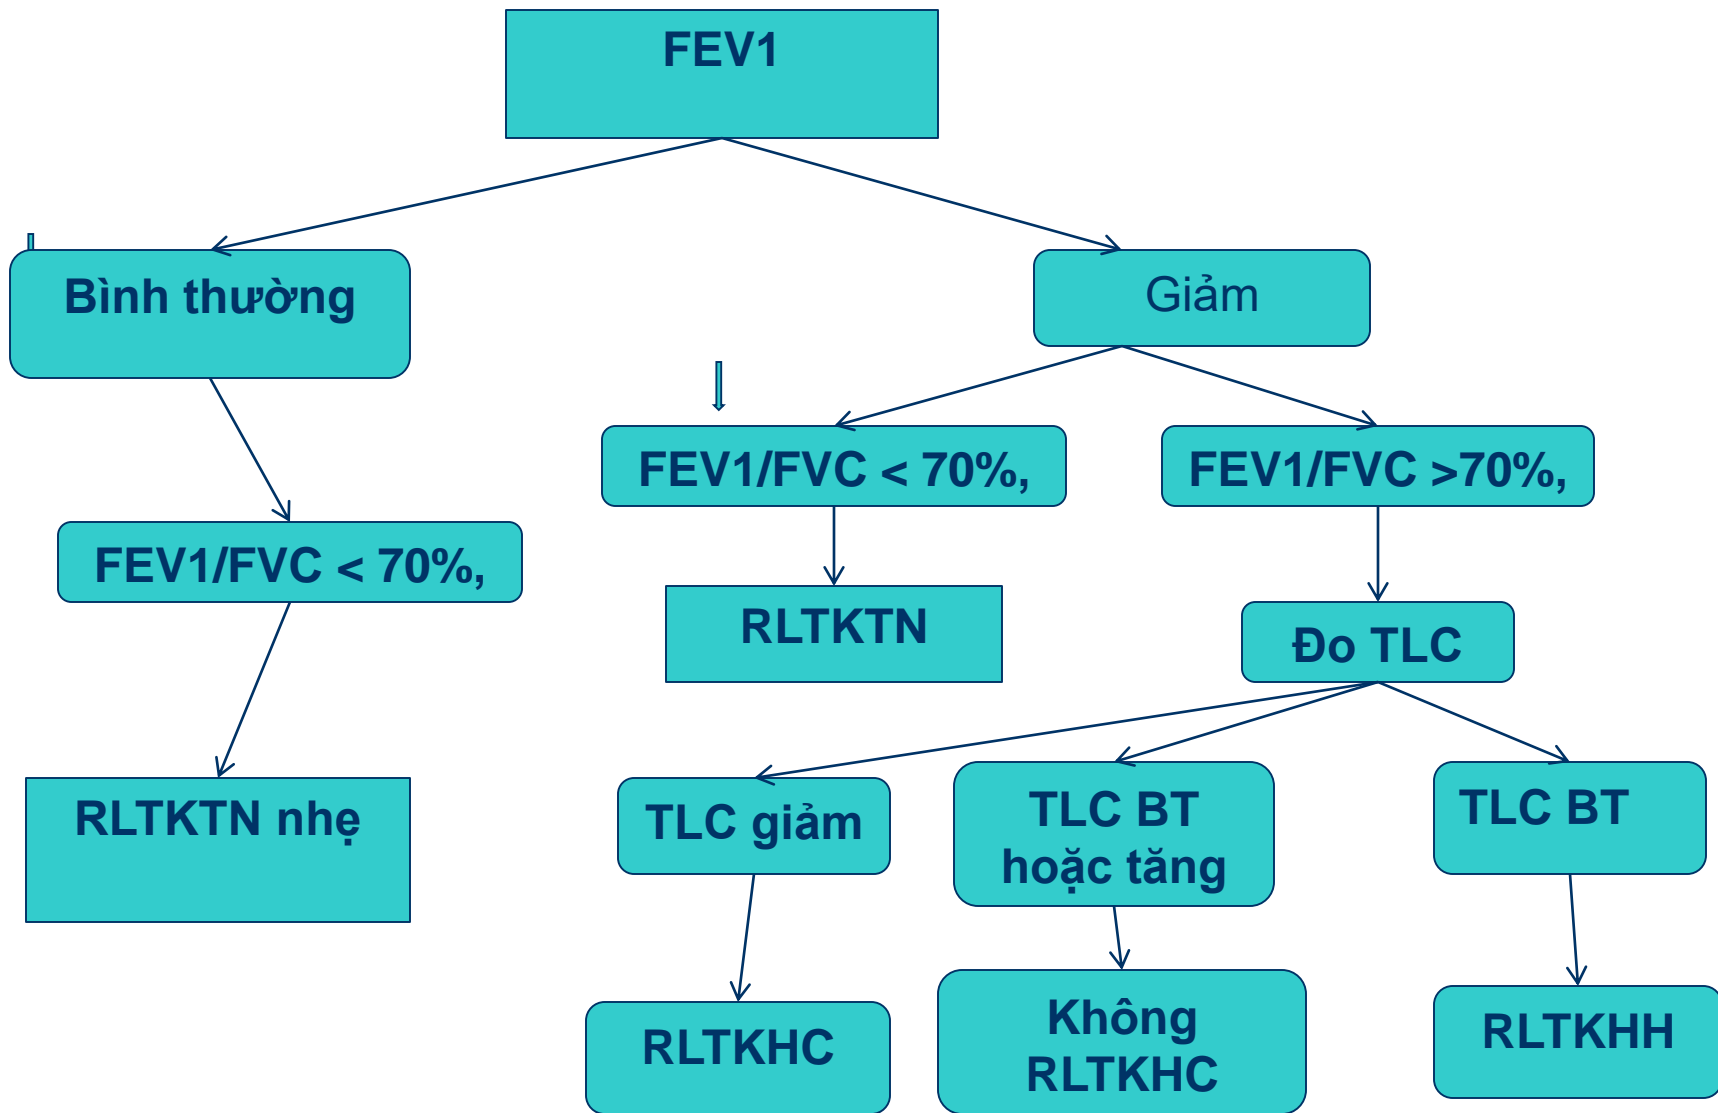 FEV1
Bình thường
Giảm
FEV1/FVC < 70%,
FEV1/FVC >70%,
FEV1/FVC < 70%,
RLTKTN
Đo TLC
RLTKTN nhẹ
TLC giảm
TLC BT
hoặc tăng
TLC BT
RLTKHC
Không
RLTKHC
RLTKHH